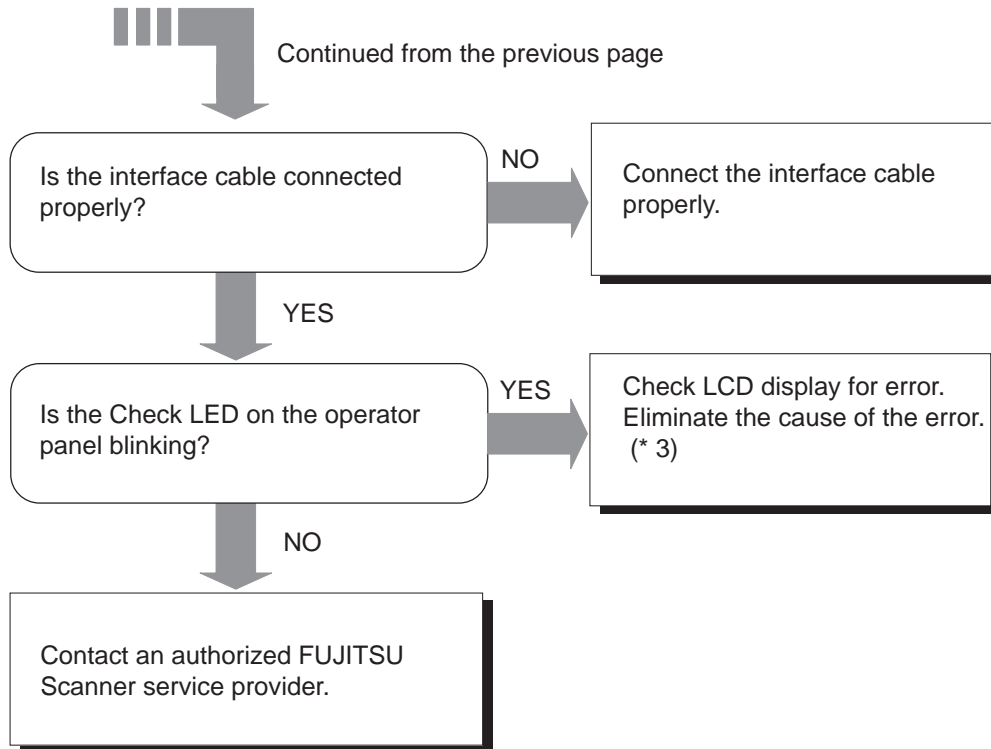 Continued from the previous page
Is the interface cable connected
properly?
NO
Connect the interface cable
properly.
YES
Is the Check LED on the operator
panel blinking?
YES
Check LCD display for error.
Eliminate the cause of the error.
(* 3)
NO
Contact an authorized FUJITSU
Scanner service provider.